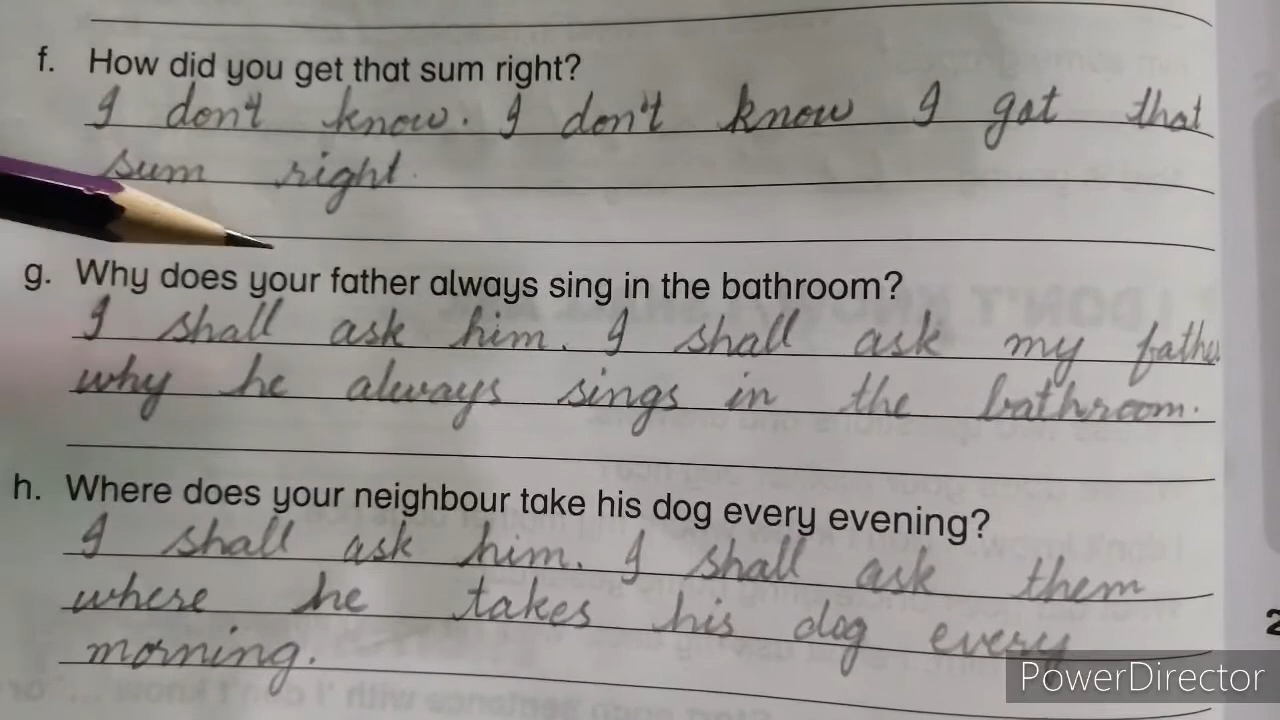 f. How did you get that sum right?
I don't know. I don't know I got that
sum right.
g. Why does your father always sing in the bathroom?
I shall ask him. I shall ask my father
why he always sings in the bathroom.
h. Where does your neighbour take his dog every evening?
I shall ask him. I shall ask them
where he takes his dog every
morning.
2
PowerDirector